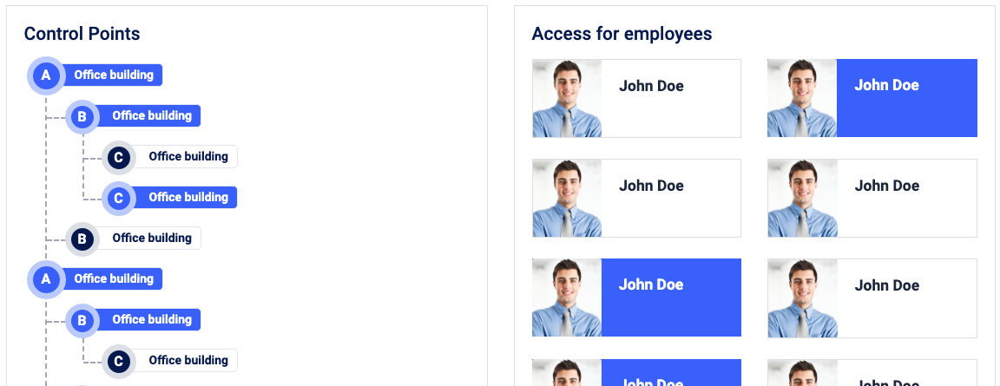 Control Points
A Office building
B Office building
C Office building
C Office building
B Office building
A Office building
B Office building
C Office building
Access for employees
John Doe
John Doe
John Doe
John Doe
John Doe
John Doe
John Doe
John Doe